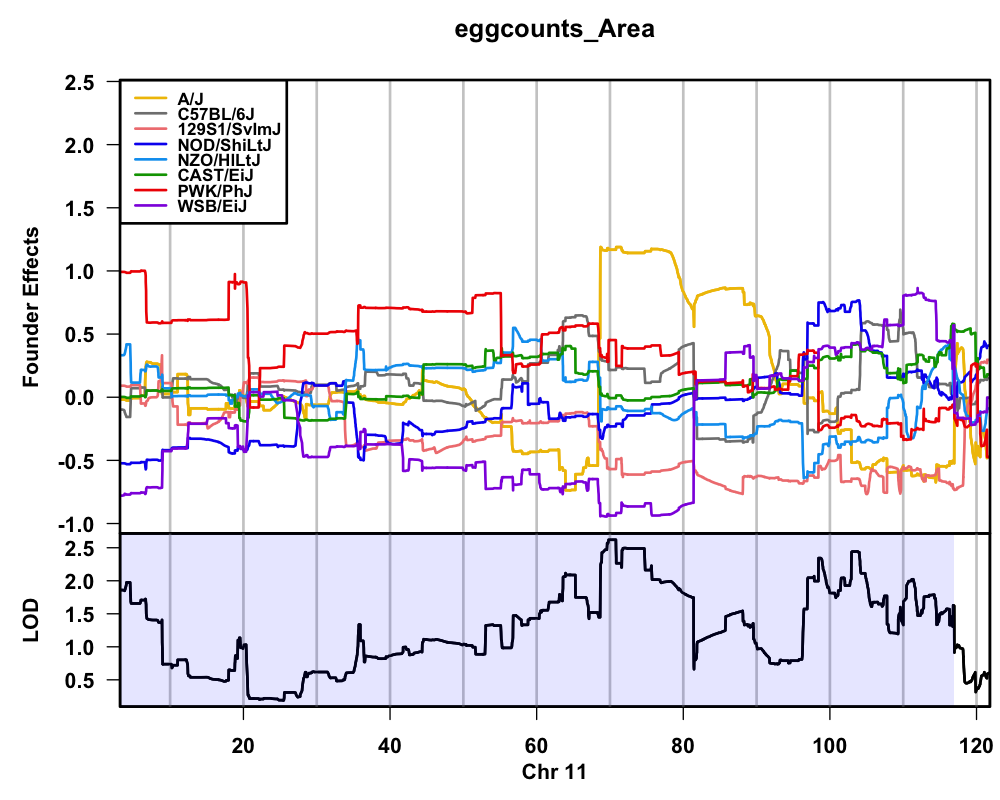 eggcounts_Area
2.5
2.0
1.5
1.0
0.5
0.0
-0.5
-1.0
Founder Effects
A/J
C57BL/6J
129S1/SvImJ
NOD/ShiLtJ
NZO/HlLtJ
CAST/EiJ
PWK/PhJ
WSB/EiJ
2.5
2.0
1.5
1.0
0.5
LOD
20 40 60 80 100 120
Chr 11